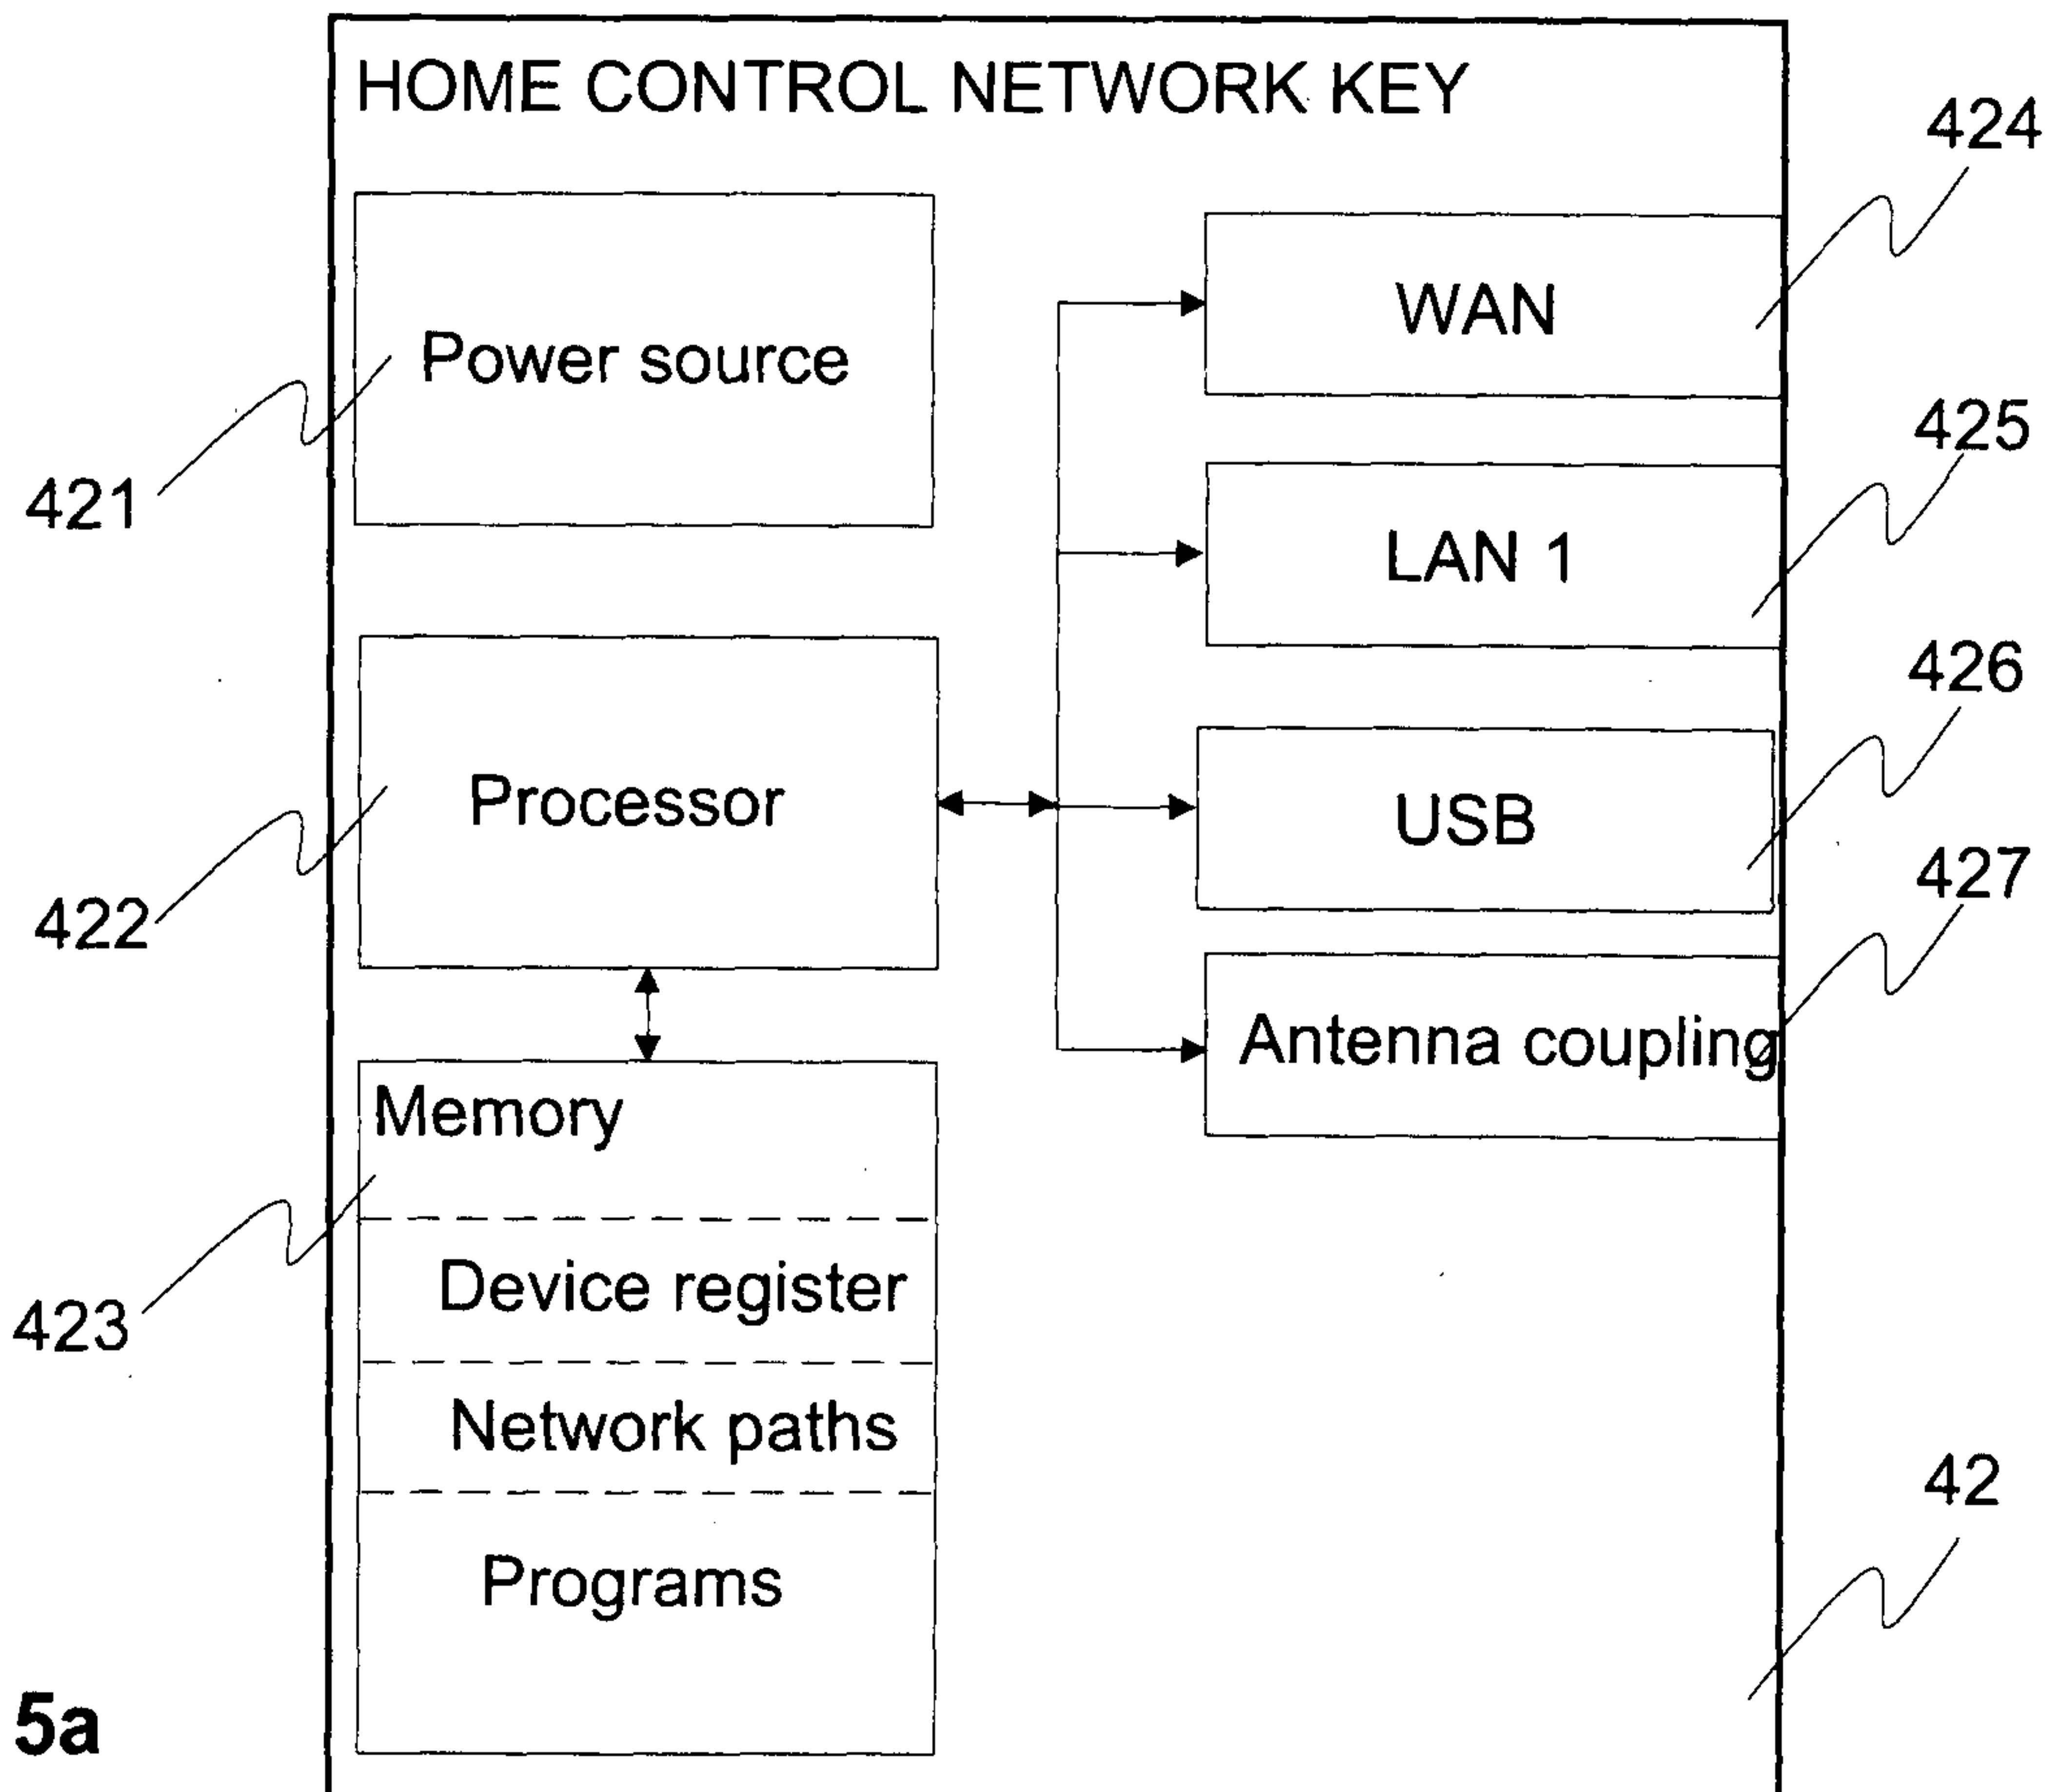 HOME CONTROL NETWORK KEY
424
WAN
Power source
425
421
LAN 1
426
Processor
USB
427
422
Antenna coupling
Memory
Device register
423
Network paths
42
Programs
5a